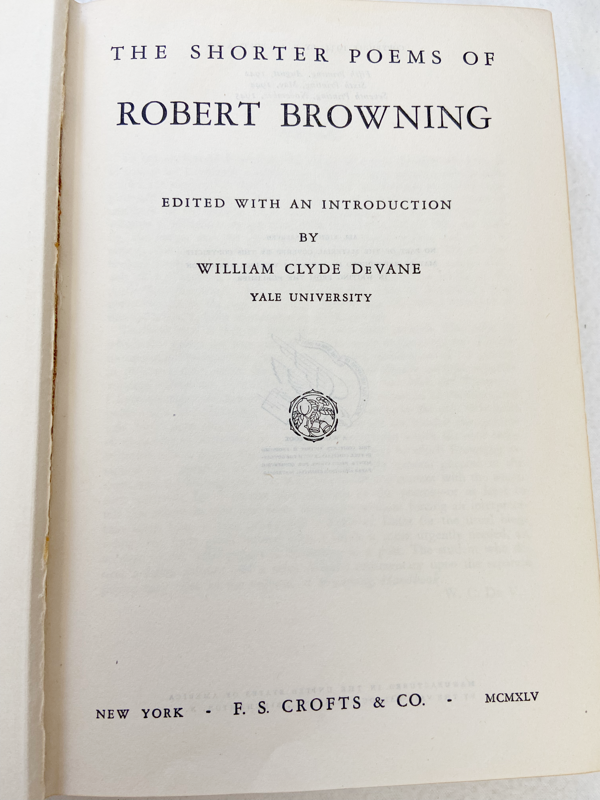 THE SHORTER POEMS OF
ROBERT BROWNING
EDITED WITH AN INTRODUCTION
BY
WILLIAM CLYDE DeVANE
YALE UNIVERSITY
NEW YORK - F. S. CROFTS & CO. - MCMXLV